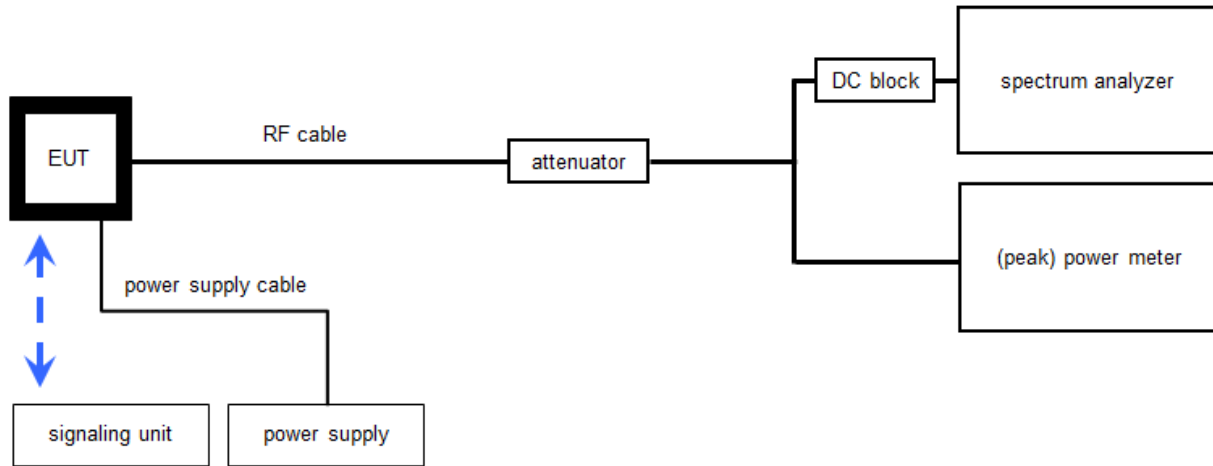 DC block
spectrum analyzer
EUT
RF cable
attenuator
(peak) power meter
power supply cable
signaling unit
power supply